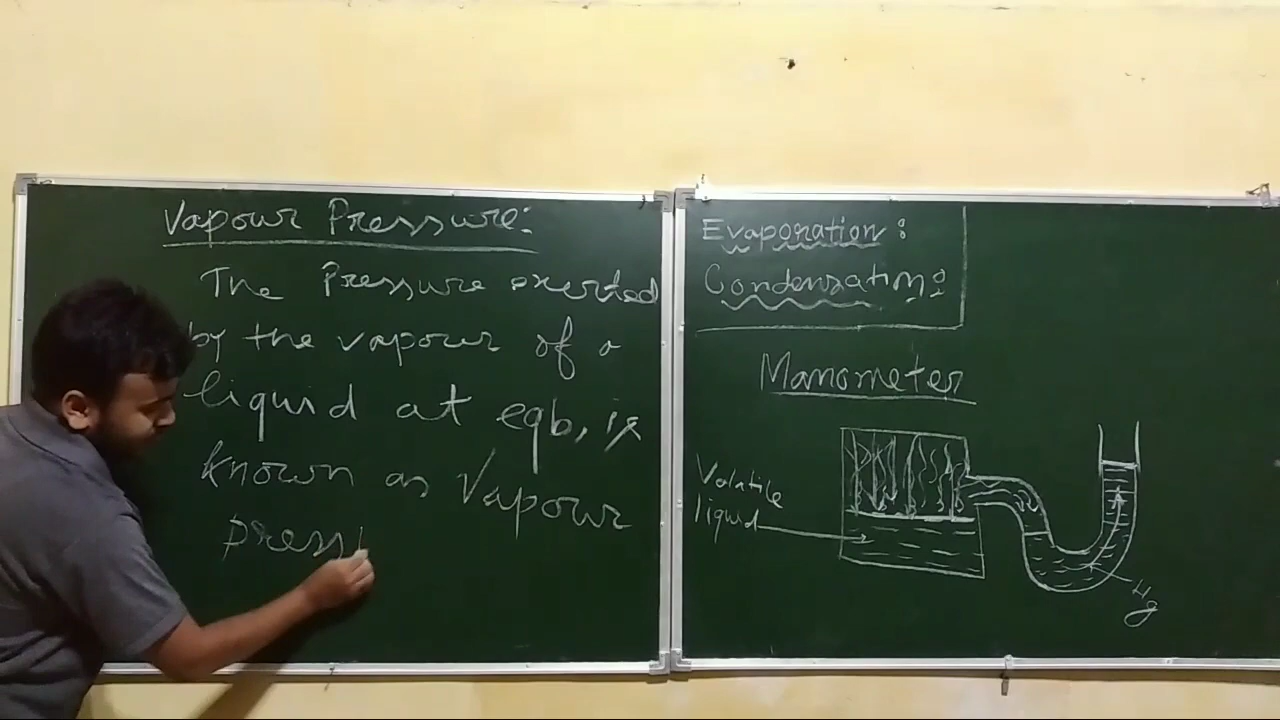 Vapour Pressure:
The Pressure exerted
by the vapour of a
liquid at eqb, is
known as Vapour
press
Evaporation:
Condensation:
Manometer
Volatile
liquid
Hg